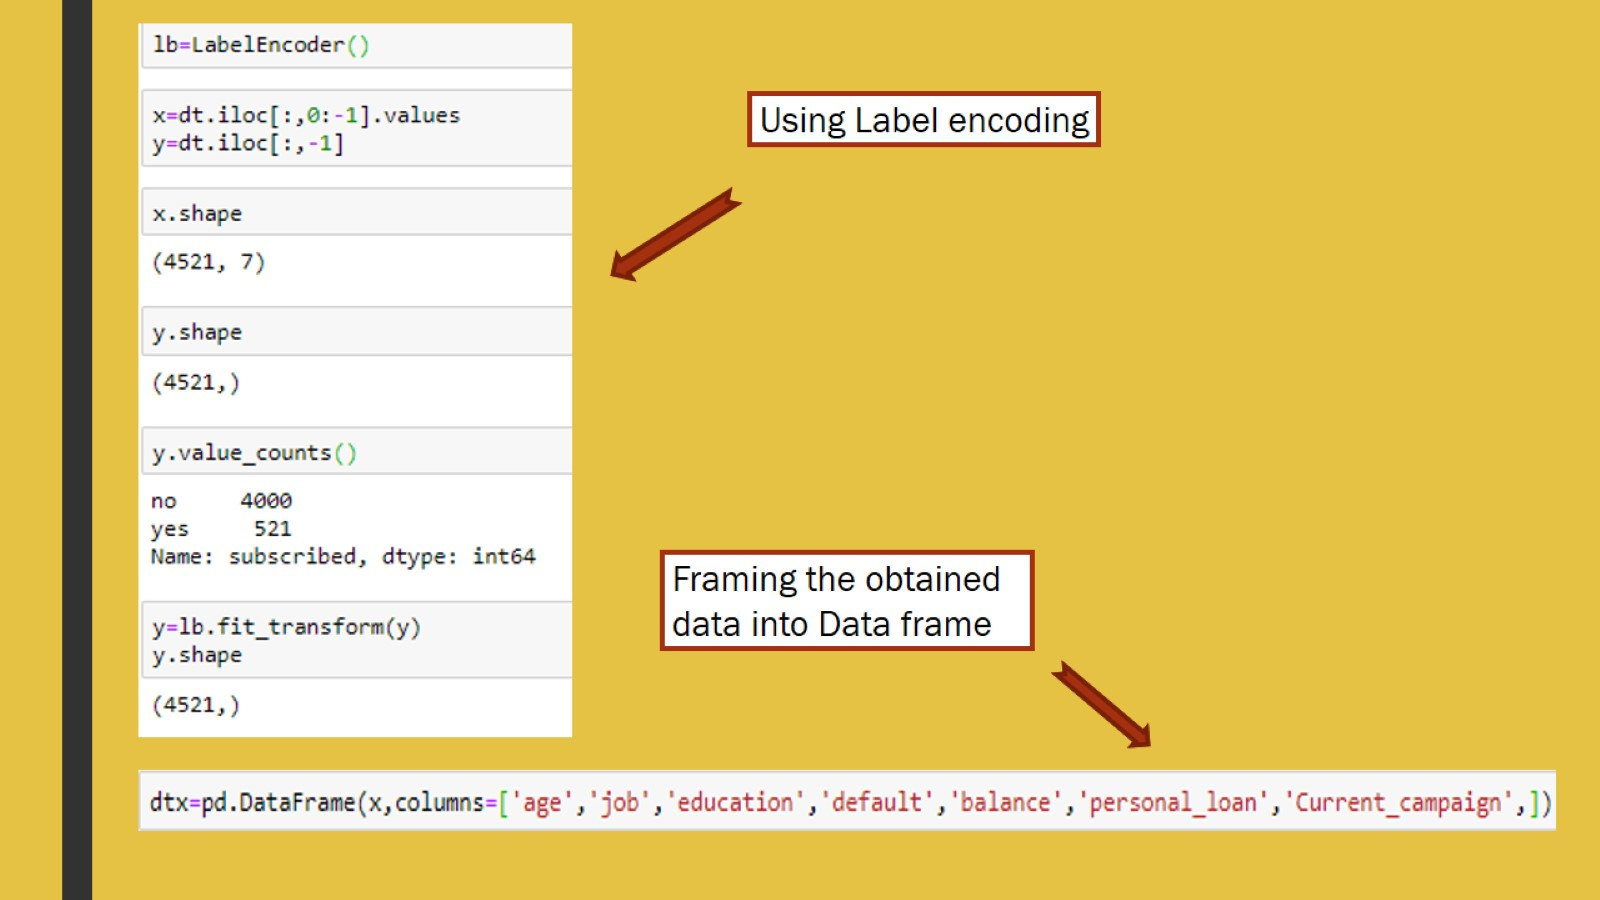 lb=LabelEncoder()
x=dt.iloc[:,0:-1].values
y=dt.iloc[:,-1]
x.shape
(4521, 7)
y.shape
(4521,)
y.value_counts()
no     4000
yes     521
Name: subscribed, dtype: int64
y=lb.fit_transform(y)
y.shape
(4521,)
Using Label encoding
Framing the obtained
data into Data frame
dtx=pd.DataFrame(x,columns=['age','job','education','default','balance','personal_loan','Current_campaign',])